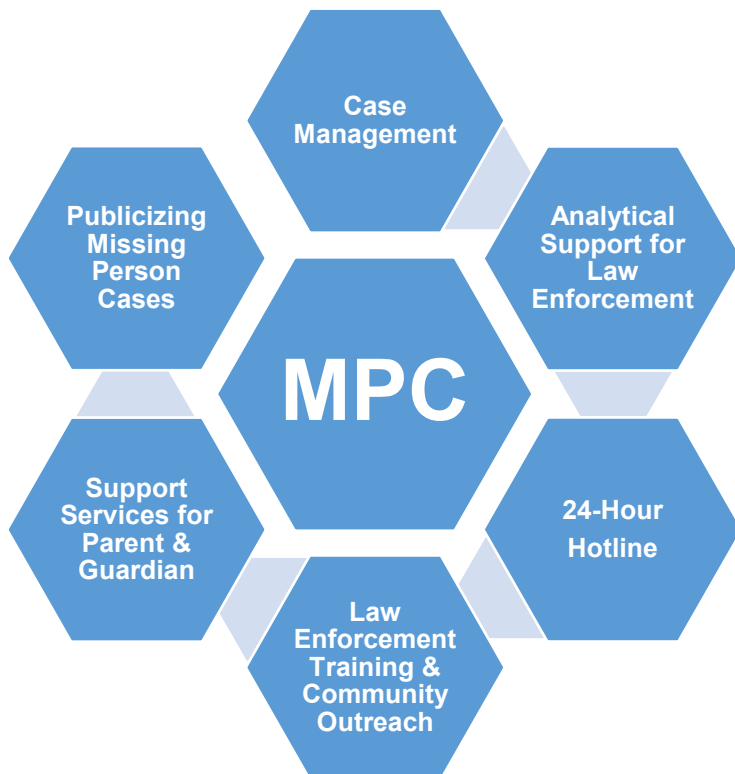 Case
Management
Publicizing
Missing
Person
Cases
Analytical
Support for
Law
Enforcement
MPC
Support
Services for
Parent &
Guardian
24-Hour
Hotline
Law
Enforcement
Training &
Community
Outreach